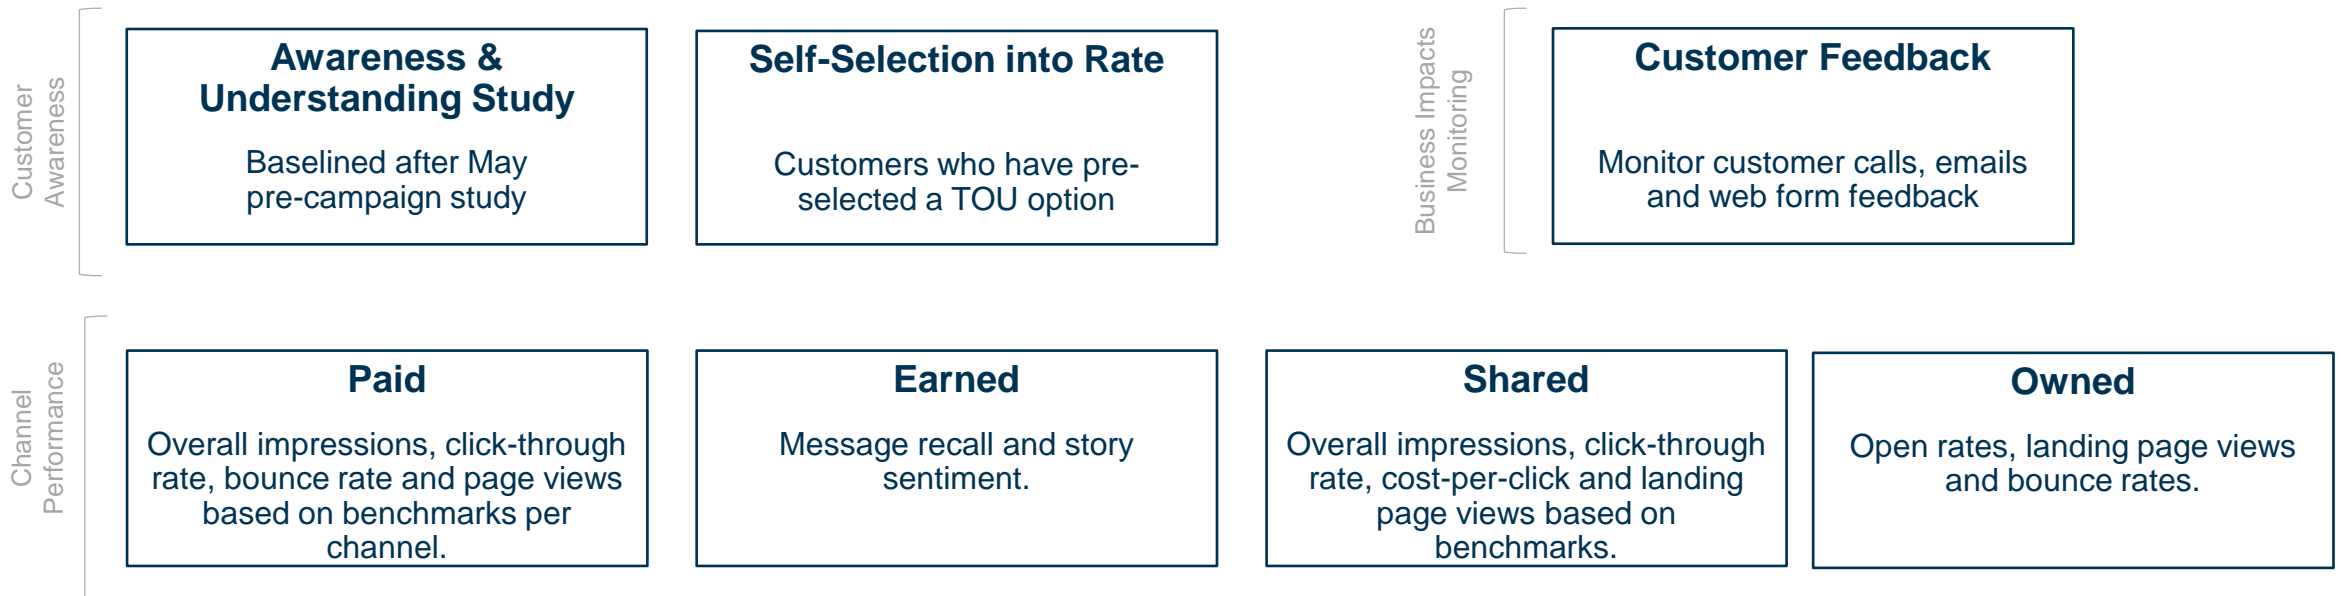 Customer
Awareness
Awareness &
Understanding Study
Baselined after May
pre-campaign study
Self-Selection into Rate
Customers who have pre-
selected a TOU option
Business Impacts
Monitoring
Customer Feedback
Monitor customer calls, emails
and web form feedback
Channel
Performance
Paid
Overall impressions, click-through
rate, bounce rate and page views
based on benchmarks per
channel.
Earned
Message recall and story
sentiment.
Shared
Overall impressions, click-through
rate, cost-per-click and landing
page views based on
benchmarks.
Owned
Open rates, landing page views
and bounce rates.